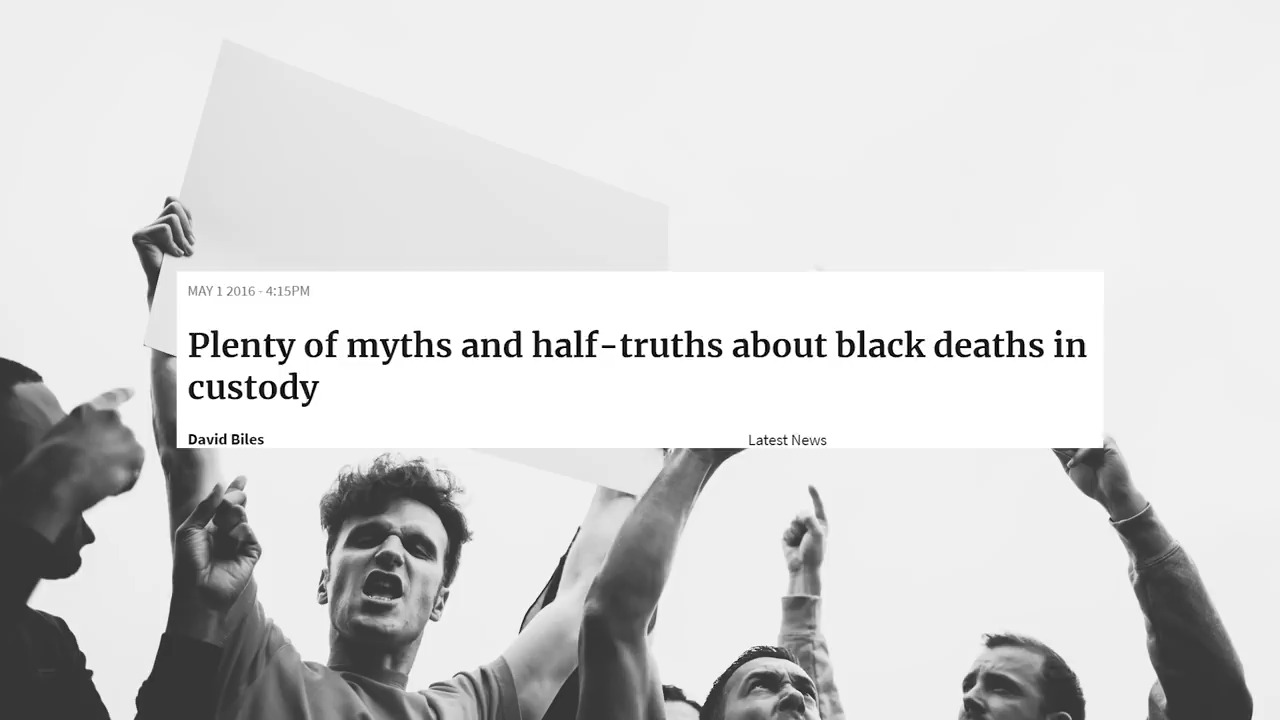 MAY 1 2016 - 4:15PM
Plenty of myths and half-truths about black deaths in
custody
David Biles
Latest News